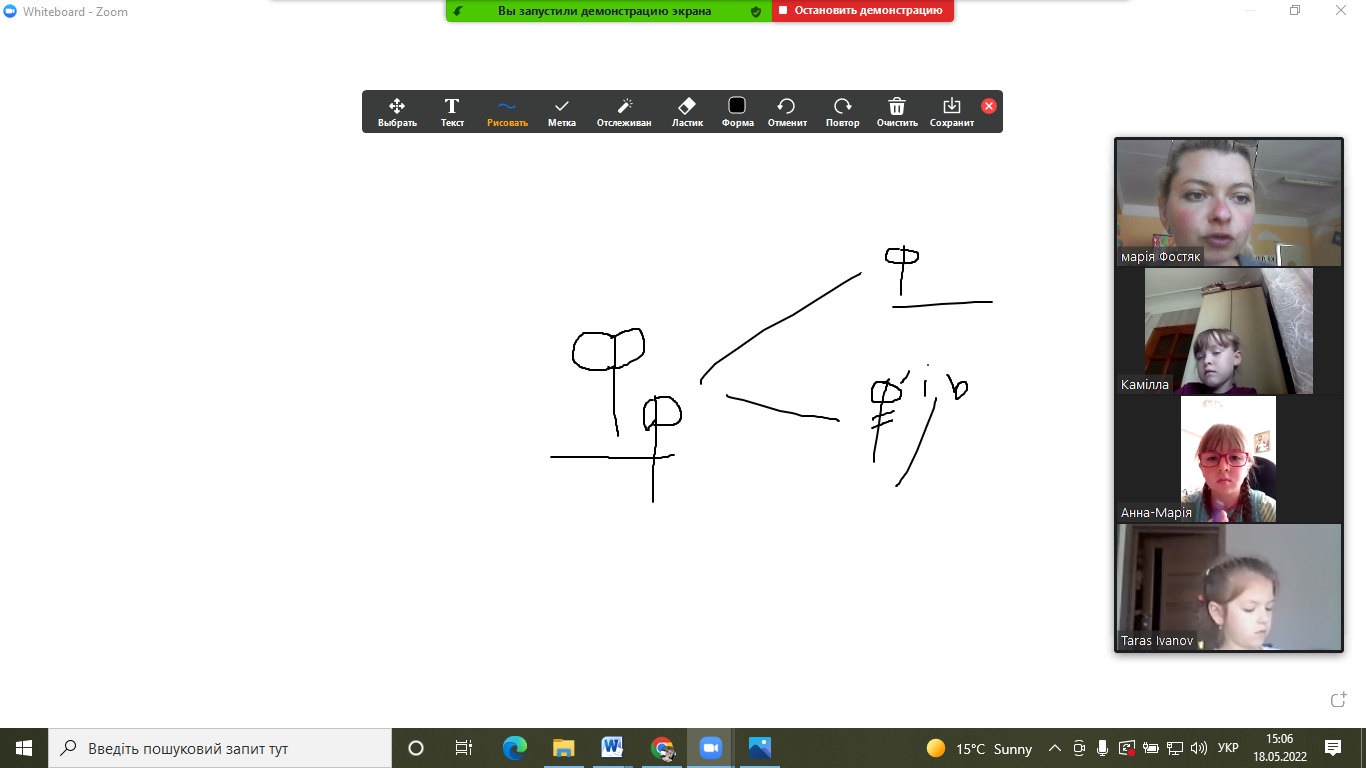 Whiteboard - Zoom
Вы запустили демонстрацию экрана
Остановить демонстрацию
Выбрать
Текст
Рисовать
Метка
Отслеживан
Ластик
Форма
Отменит
Повтор
Очистить
Сохранит
марія Фостяк
Камілла
Анна-Марія
Taras Ivanov
Ф
ф
ф
ф' і ь
Введіть пошуковий запит тут
15°C Sunny
УКР
15:06
18.05.2022